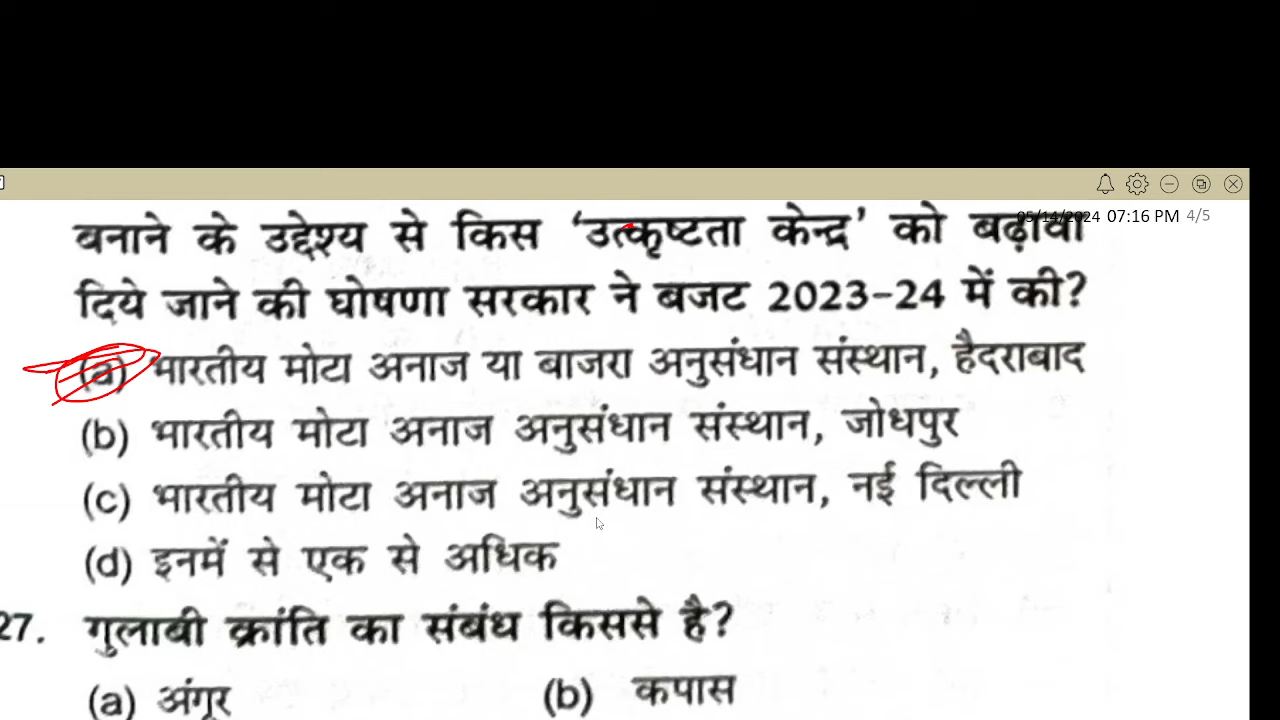 05/14/2024 07:16 PM 4/5
बनाने के उद्देश्य से किस ‘उत्कृष्टता केन्द्र’ को बढ़ावा
दिये जाने की घोषणा सरकार ने बजट 2023-24 में की?
(a) भारतीय मोटा अनाज या बाजरा अनुसंधान संस्थान, हैदराबाद
(b) भारतीय मोटा अनाज अनुसंधान संस्थान, जोधपुर
(c) भारतीय मोटा अनाज अनुसंधान संस्थान, नई दिल्ली
(d) इनमें से एक से अधिक
27. गुलाबी क्रांति का संबंध किससे है?
(a) अंगूर (b) कपास